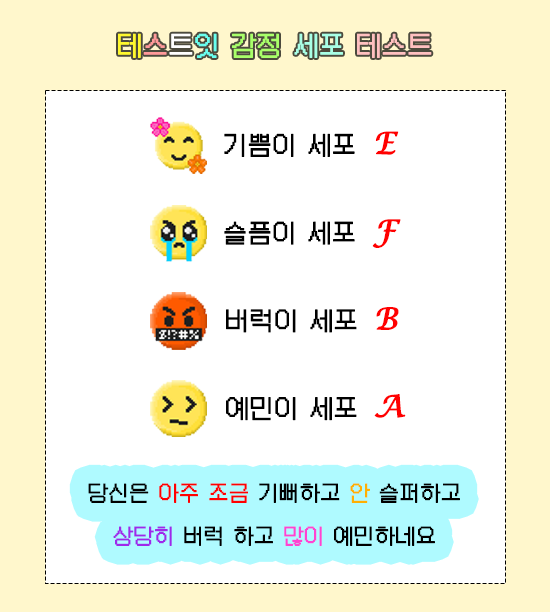 테스트잇 감정 세포 테스트
기쁨이 세포 E
슬픔이 세포 F
버럭이 세포 B
$!?#%
예민이 세포 A
당신은 아주 조금 기뻐하고 안 슬퍼하고
상당히 버럭 하고 많이 예민하네요